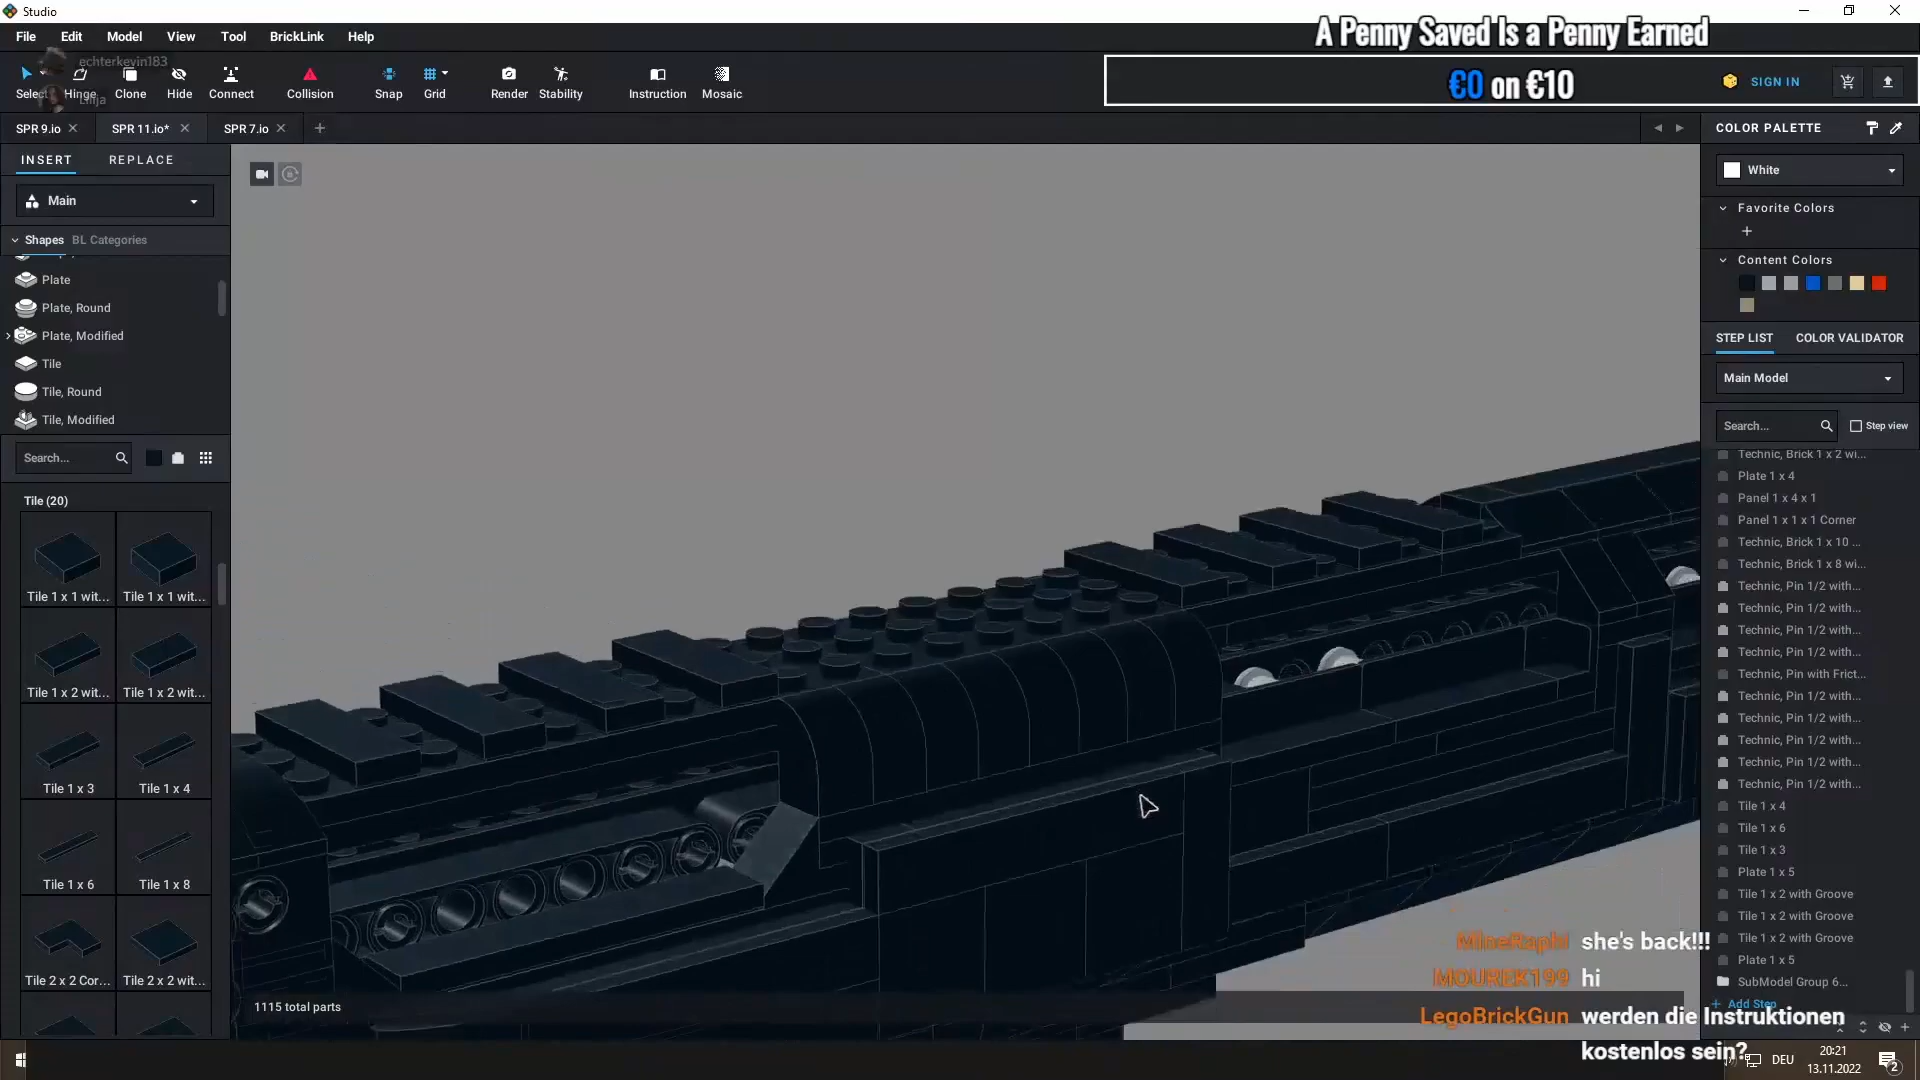 Studio
A Penny Saved Is a Penny Earned
File Edit Model View Tool BrickLink Help
echterkevin183
Lilija
Select Hinge Clone Hide Connect Collision Snap Grid Render Stability Instruction Mosaic
€0 on €10
SIGN IN
SPR 9.io SPR 11.io* SPR 7.io
COLOR PALETTE
INSERT REPLACE
White
Main
Favorite Colors
Shapes BL Categories
Content Colors
Plate
Plate, Round
Plate, Modified
Tile
Tile, Round
Tile, Modified
STEP LIST COLOR VALIDATOR
Main Model
Search... Step view
Search...
Tile (20)
Tile 1 x 1 wit... Tile 1 x 1 wit...
Tile 1 x 2 wit... Tile 1 x 2 wit...
Tile 1 x 3 Tile 1 x 4
Tile 1 x 6 Tile 1 x 8
Tile 2 x 2 Cor... Tile 2 x 2 wit...
Technic, Brick 1 x 2 wi...
Plate 1 x 4
Panel 1 x 4 x 1
Panel 1 x 1 x 1 Corner
Technic, Brick 1 x 10 ...
Technic, Brick 1 x 8 wi...
Technic, Pin 1/2 with...
Technic, Pin 1/2 with...
Technic, Pin 1/2 with...
Technic, Pin 1/2 with...
Technic, Pin with Frict...
Technic, Pin 1/2 with...
Technic, Pin 1/2 with...
Technic, Pin 1/2 with...
Technic, Pin 1/2 with...
Technic, Pin 1/2 with...
Tile 1 x 4
Tile 1 x 6
Tile 1 x 3
Plate 1 x 5
Tile 1 x 2 with Groove
Tile 1 x 2 with Groove
Tile 1 x 2 with Groove
Plate 1 x 5
SubModel Group 6...
+ Add Step
1115 total parts
MineRaphi she's back!!!
MOUREK199 hi
LegoBrickGun werden die Instruktionen
kostenlos sein?
DEU
20:21
13.11.2022
2